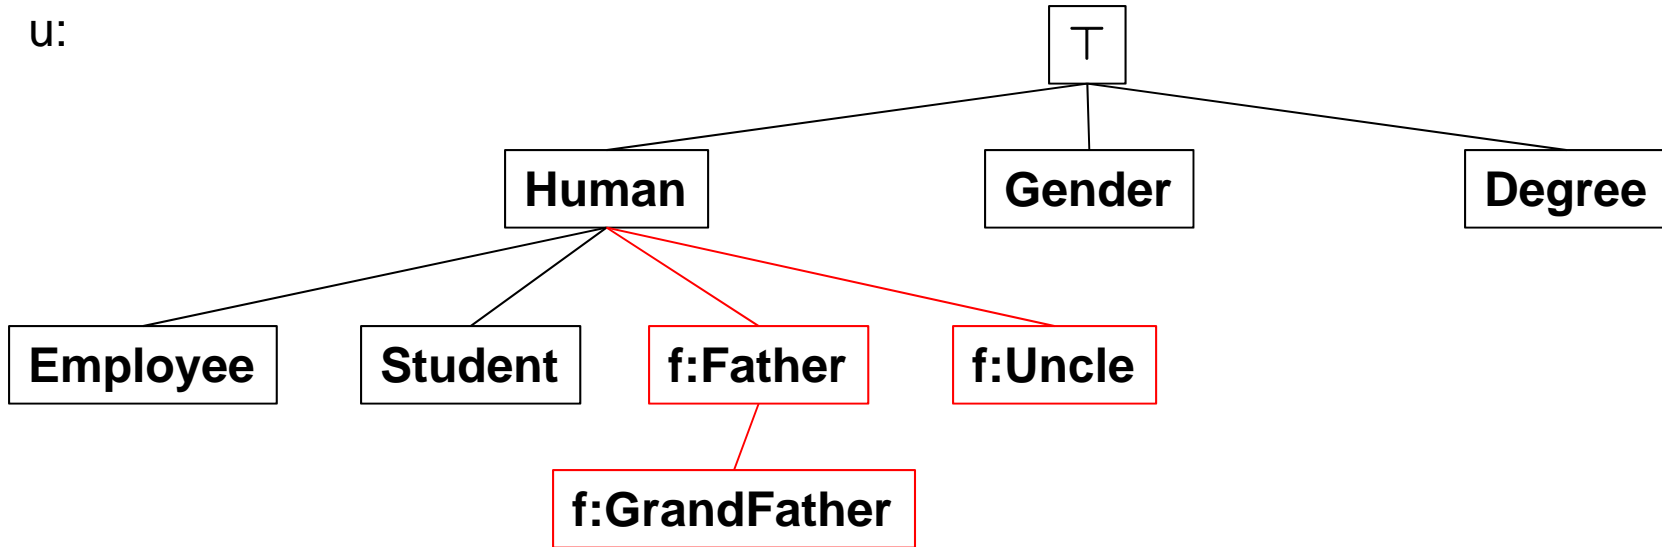 u:
⊤
Human
Gender
Degree
Employee
Student
f:Father
f:Uncle
f:GrandFather